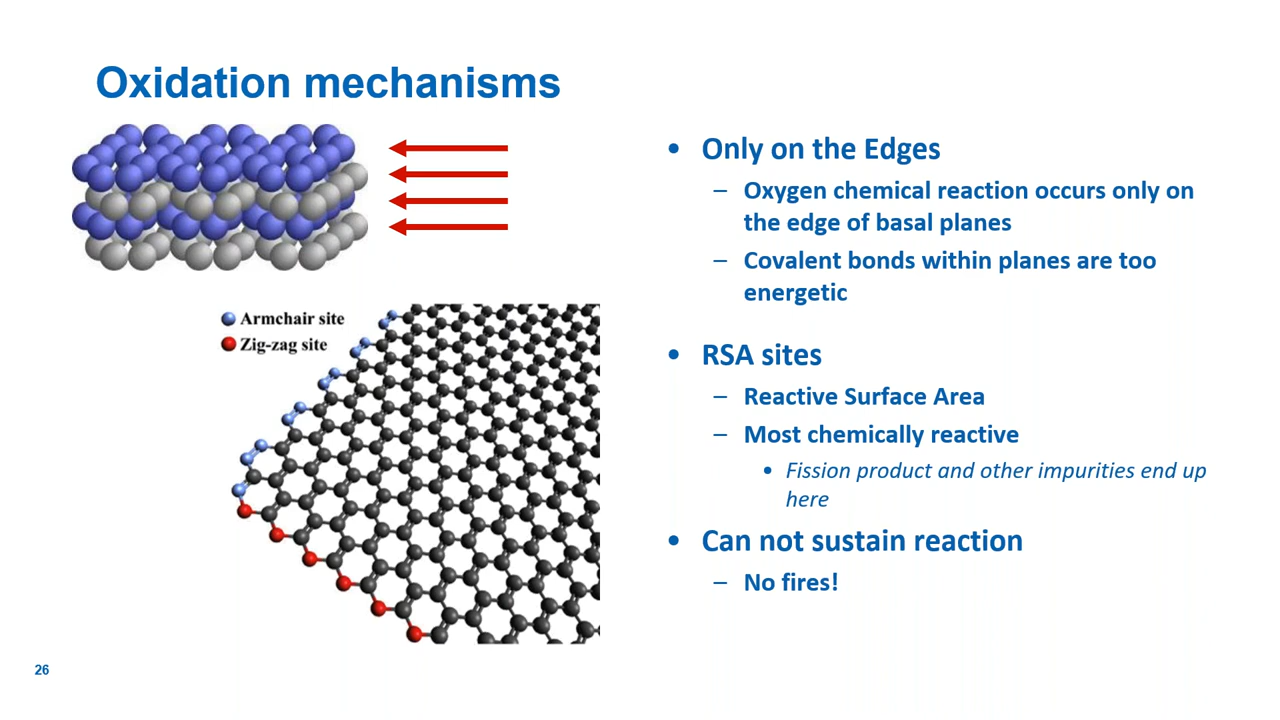 Oxidation mechanisms
Armchair site
Zig-zag site
• Only on the Edges
– Oxygen chemical reaction occurs only on
the edge of basal planes
– Covalent bonds within planes are too
energetic
• RSA sites
– Reactive Surface Area
– Most chemically reactive
• Fission product and other impurities end up
here
• Can not sustain reaction
– No fires!
26